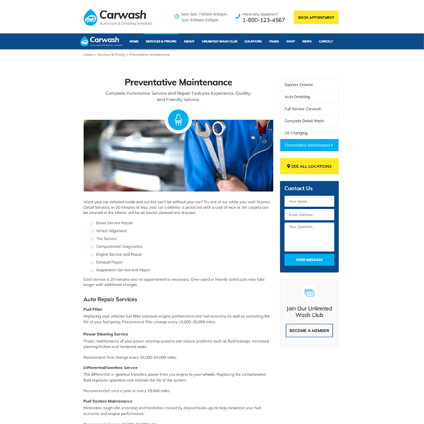 Carwash
Autowash & Detailing template
Mon-Sat: 7:00am-6:00pm
Sun: 9:00am-5:00pm
Have any Questions?
1-800-123-4567
BOOK APPOINTMENT
Carwash
HOME
SERVICES & PRICING
ABOUT
UNLIMITED WASH CLUB
LOCATIONS
PAGES
SHOP
NEWS
CONTACT
Home > Services & Pricing > Preventative Maintenance
Preventative Maintenance
Complete Automotive Service and Repair Features Experience, Quality
and Friendly Service
Want your car detailed inside and out but can't be without your car? Try one of our while you wait Express
Detail Services. In 20 minutes or less, your car's exterior is protected with a coat of wax or the carpets can
be cleaned or the interior will be all fusted, cleaned and dressed.
Brake Service Repair
Wheel Alignment
Tire Service
Computerized Diagnostics
Engine Service and Repair
Exhaust Repair
Suspension Service and Repair
Each service is 20 minutes and no appointment is necessary. Over-sized or heavily soiled cars may take
longer with additional charges.
Auto Repair Services
Fuel Filter
Replacing your vehicle fuel filter improves engine performance and fuel economy as well as extending the
life of your fuel pump. Recommend filter change every 15,000-30,000 miles.
Power Steering Service
Proper maintenance of your power steering systems can reduce problems such as fluid leakage, increased
steering friction and hardened seals.
Recommend fluid change every 30,000-50,000 miles.
Differential/Gearbox Service
The differential or gearbox transfers power from your engine to your wheels. Replacing the contaminated
fluid improves operation and extends the life of the system.
Recommended once a year or every 15,000 miles.
Fuel System Maintenance
Eliminates rough idle, knocking and hesitation caused by deposit build-ups to help maximize your fuel
economy and engine performance.
Express Exterior
Auto Detailing
Full Service Carwash
Complete Detail Wash
Oil Changing
Preventative Maintenance
SEE ALL LOCATIONS
Contact Us
Your Name
Email Address
Your Question...
SEND MESSAGE
Join Our Unlimited
Wash Club
BECOME A MEMBER